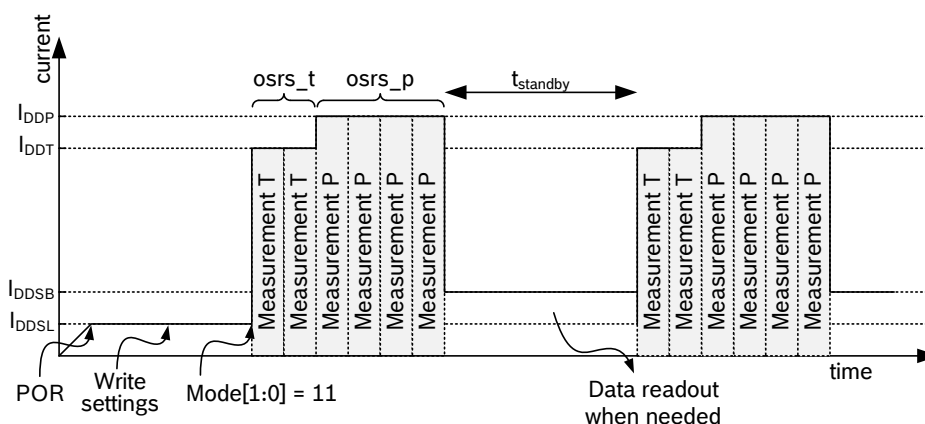 current
osrs_t
osrs_p
tstandby
IDDP
IDDT
Measurement T
Measurement T
Measurement P
Measurement P
Measurement P
Measurement P
Measurement T
Measurement T
Measurement P
Measurement P
Measurement P
Measurement P
IDDSB
IDDSL
POR
Write
settings
Mode[1:0] = 11
Data readout
when needed
time